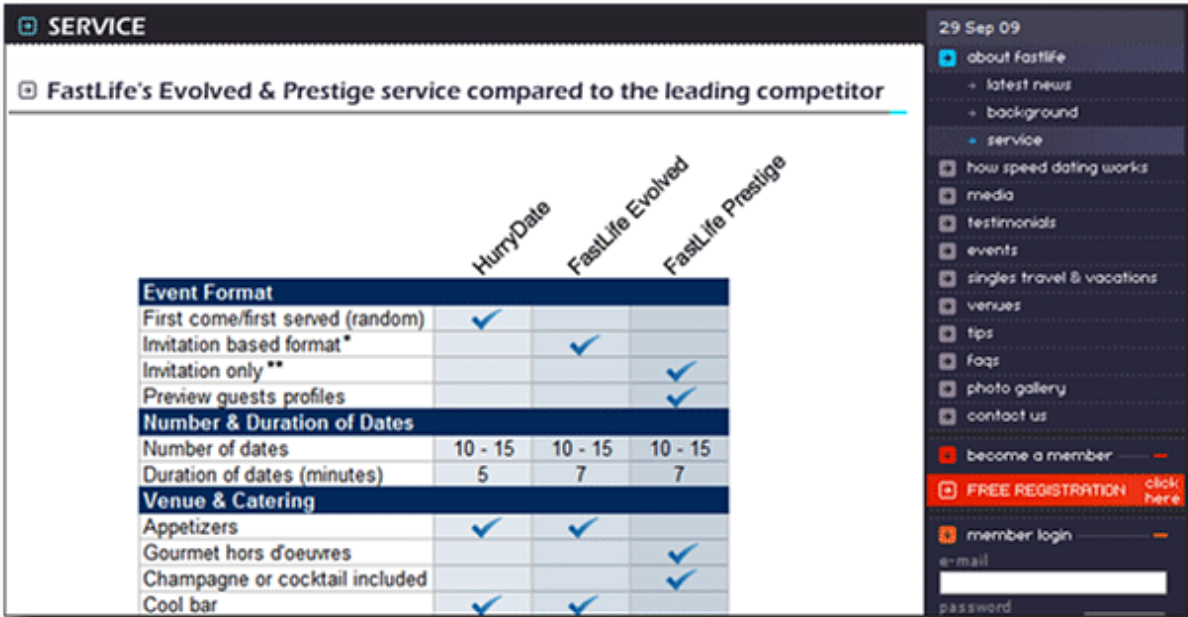 SERVICE
FastLife's Evolved & Prestige service compared to the leading competitor
HurryDate
FastLife Evolved
FastLife Prestige
Event Format
First come/first served (random)
Invitation based format*
Invitation only**
Preview guests profiles
Number & Duration of Dates
Number of dates 10 - 15 10 - 15 10 - 15
Duration of dates (minutes) 5 7 7
Venue & Catering
Appetizers
Gourmet hors d'oeuvres
Champagne or cocktail included
Cool bar
29 Sep 09
about fastlife
latest news
background
service
how speed dating works
media
testimonials
events
singles travel & vacations
venues
tips
faqs
photo gallery
contact us
become a member
FREE REGISTRATION click here
member login
e-mail
password